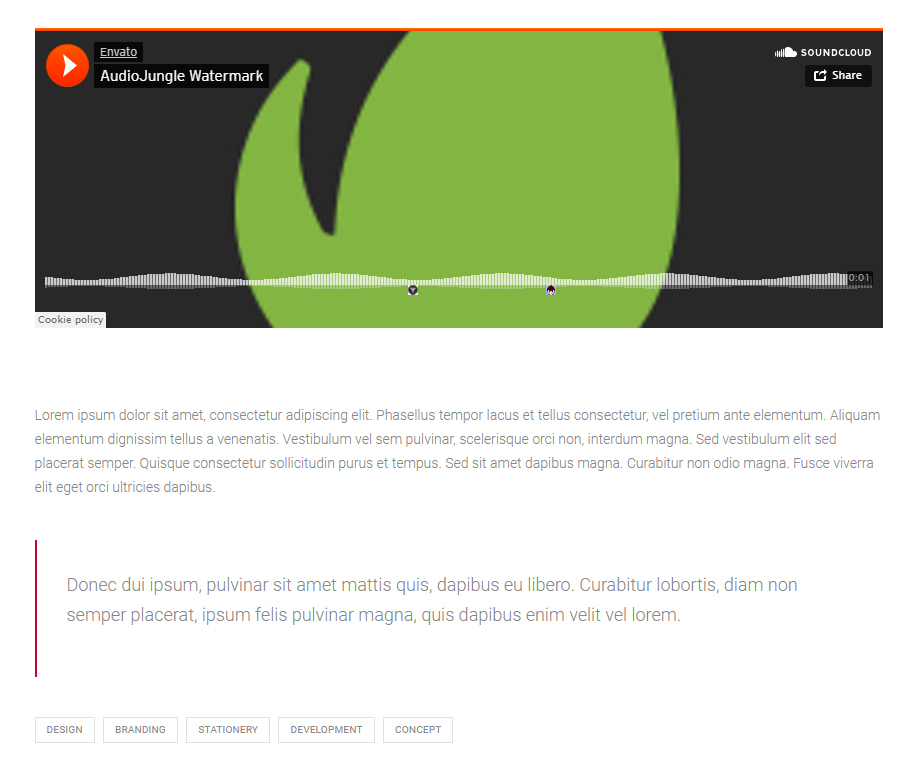 Envato
AudioJungle Watermark
SOUNDCLOUD
Share
0:01
Cookie policy
Lorem ipsum dolor sit amet, consectetur adipiscing elit. Phasellus tempor lacus et tellus consectetur, vel pretium ante elementum. Aliquam
elementum dignissim tellus a venenatis. Vestibulum vel sem pulvinar, scelerisque orci non, interdum magna. Sed vestibulum elit sed
placerat semper. Quisque consectetur sollicitudin purus et tempus. Sed sit amet dapibus magna. Curabitur non odio magna. Fusce viverra
elit eget orci ultricies dapibus.
Donec dui ipsum, pulvinar sit amet mattis quis, dapibus eu libero. Curabitur lobortis, diam non
semper placerat, ipsum felis pulvinar magna, quis dapibus enim velit vel lorem.
DESIGN BRANDING STATIONERY DEVELOPMENT CONCEPT